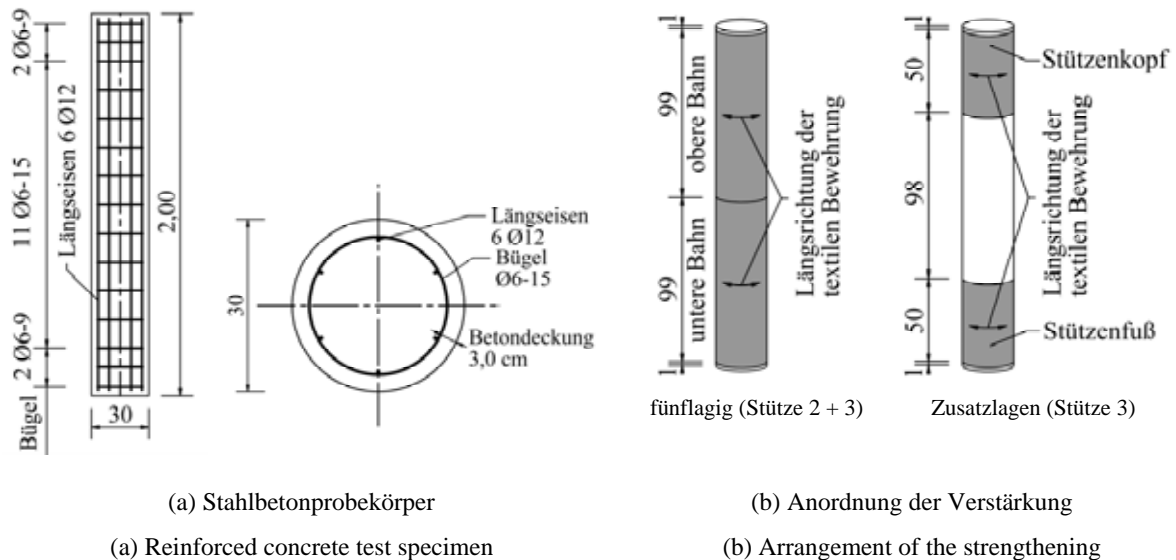 2 Ø6-9
11 Ø6-15
2 Ø6-9
Bügel
Längseisen 6 Ø12
2,00
30
30
Längseisen
6 Ø12
Bügel
Ø6-15
Betondeckung
3,0 cm
1
99
obere Bahn
99
untere Bahn
1
Längsrichtung der
textilen Bewehrung
fünflagig (Stütze 2 + 3)
1
50
98
50
1
Stützenkopf
Längsrichtung der
textilen Bewehrung
Stützenfuß
Zusatzlagen (Stütze 3)
(a) Stahlbetonprobekörper
(b) Anordnung der Verstärkung
(a) Reinforced concrete test specimen
(b) Arrangement of the strengthening